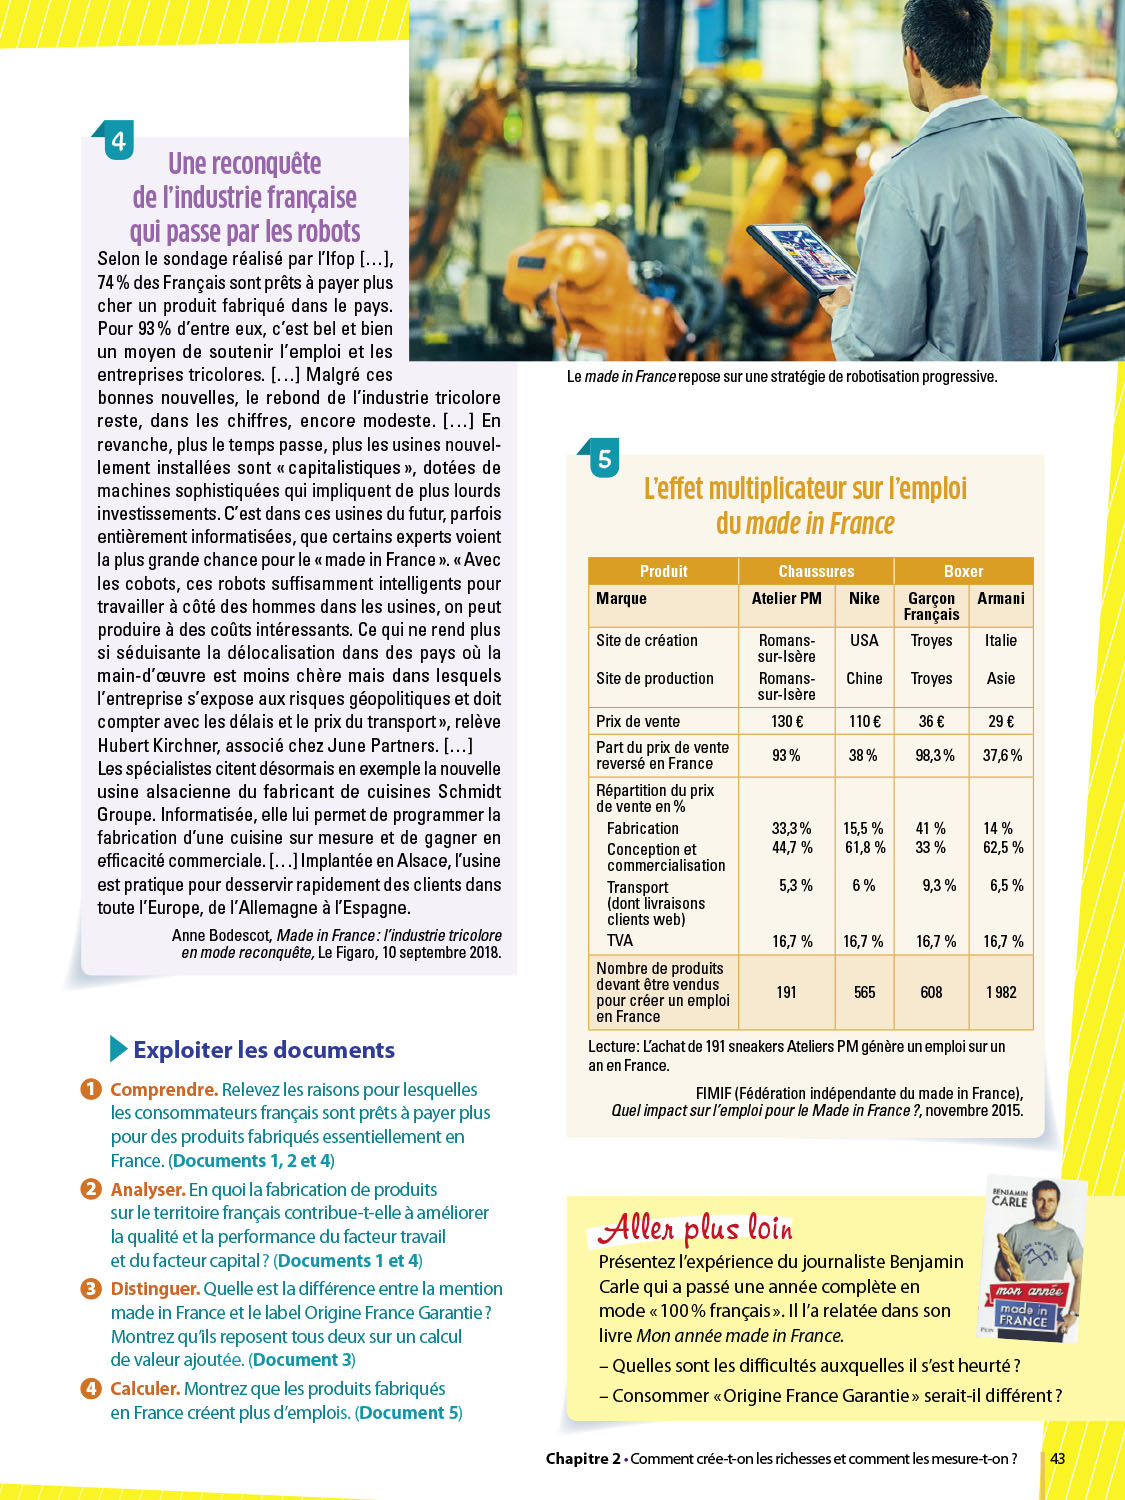 4
Une reconquête
de l'industrie française
qui passe par les robots
Selon le sondage réalisé par l'Ifop […],
74 % des Français sont prêts à payer plus
cher un produit fabriqué dans le pays.
Pour 93 % d'entre eux, c'est bel et bien
un moyen de soutenir l'emploi et les
entreprises tricolores. […] Malgré ces
bonnes nouvelles, le rebond de l'industrie tricolore
reste, dans les chiffres, encore modeste. […] En
revanche, plus le temps passe, plus les usines nouvel-
lement installées sont « capitalistiques », dotées de
machines sophistiquées qui impliquent de plus lourds
investissements. C'est dans ces usines du futur, parfois
entièrement informatisées, que certains experts voient
la plus grande chance pour le « made in France ». « Avec
les cobots, ces robots suffisamment intelligents pour
travailler à côté des hommes dans les usines, on peut
produire à des coûts intéressants. Ce qui ne rend plus
si séduisante la délocalisation dans des pays où la
main-d'œuvre est moins chère mais dans lesquels
l'entreprise s'expose aux risques géopolitiques et doit
compter avec les délais et le prix du transport », relève
Hubert Kirchner, associé chez June Partners. […]
Les spécialistes citent désormais en exemple la nouvelle
usine alsacienne du fabricant de cuisines Schmidt
Groupe. Informatisée, elle lui permet de programmer la
fabrication d'une cuisine sur mesure et de gagner en
efficacité commerciale. […] Implantée en Alsace, l'usine
est pratique pour desservir rapidement des clients dans
toute l'Europe, de l'Allemagne à l'Espagne.
Anne Bodescot, Made in France : l'industrie tricolore
en mode reconquête, Le Figaro, 10 septembre 2018.
Exploiter les documents
1 Comprendre. Relevez les raisons pour lesquelles
les consommateurs français sont prêts à payer plus
pour des produits fabriqués essentiellement en
France. (Documents 1, 2 et 4)
2 Analyser. En quoi la fabrication de produits
sur le territoire français contribue-t-elle à améliorer
la qualité et la performance du facteur travail
et du facteur capital ? (Documents 1 et 4)
3 Distinguer. Quelle est la différence entre la mention
made in France et le label Origine France Garantie ?
Montrez qu'ils reposent tous deux sur un calcul
de valeur ajoutée. (Document 3)
4 Calculer. Montrez que les produits fabriqués
en France créent plus d'emplois. (Document 5)
Le made in France repose sur une stratégie de robotisation progressive.
5
L'effet multiplicateur sur l'emploi
du made in France
Produit Chaussures Boxer
Marque Atelier PM Nike Garçon Armani
Français
Site de création Romans- USA Troyes Italie
sur-Isère
Site de production Romans- Chine Troyes Asie
sur-Isère
Prix de vente 130 € 110 € 36 € 29 €
Part du prix de vente
reversé en France 93 % 38 % 98,3 % 37,6 %
Répartition du prix
de vente en %
Fabrication 33,3 % 15,5 % 41 % 14 %
Conception et 44,7 % 61,8 % 33 % 62,5 %
commercialisation
Transport 5,3 % 6 % 9,3 % 6,5 %
(dont livraisons
clients web)
TVA 16,7 % 16,7 % 16,7 % 16,7 %
Nombre de produits
devant être vendus
pour créer un emploi 191 565 608 1 982
en France
Lecture : L'achat de 191 sneakers Ateliers PM génère un emploi sur un
an en France.
FIMIF (Fédération indépendante du made in France),
Quel impact sur l'emploi pour le Made in France ?, novembre 2015.
Aller plus loin
Présentez l'expérience du journaliste Benjamin
Carle qui a passé une année complète en
mode « 100 % français ». Il l'a relatée dans son
livre Mon année made in France.
– Quelles sont les difficultés auxquelles il s'est heurté ?
– Consommer « Origine France Garantie » serait-il différent ?
BENJAMIN
CARLE
mon année
made in
FRANCE
Chapitre 2 • Comment crée-t-on les richesses et comment les mesure-t-on ? 43